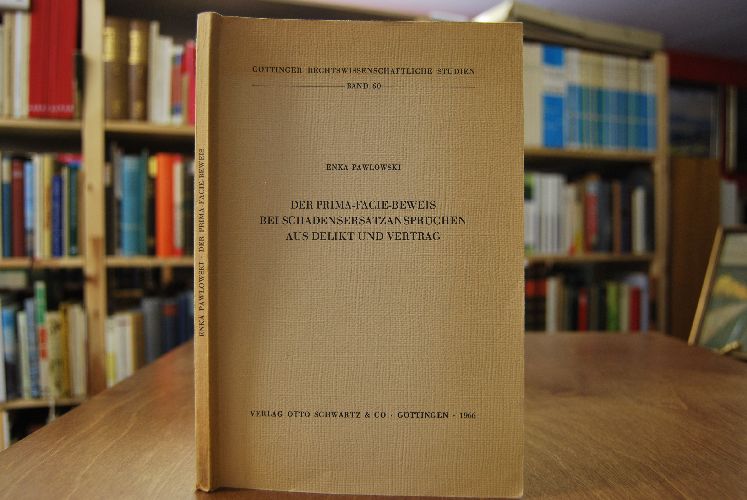 GÖTTINGER RECHTSWISSENSCHAFTLICHE STUDIEN
BAND 60
ENKA PAWLOWSKI
DER PRIMA-FACIE-BEWEIS
BEI SCHADENSERSATZANSPRÜCHEN
AUS DELIKT UND VERTRAG
VERLAG OTTO SCHWARTZ & CO · GÖTTINGEN · 1966
ENKA PAWLOWSKI · DER PRIMA-FACIE-BEWEIS